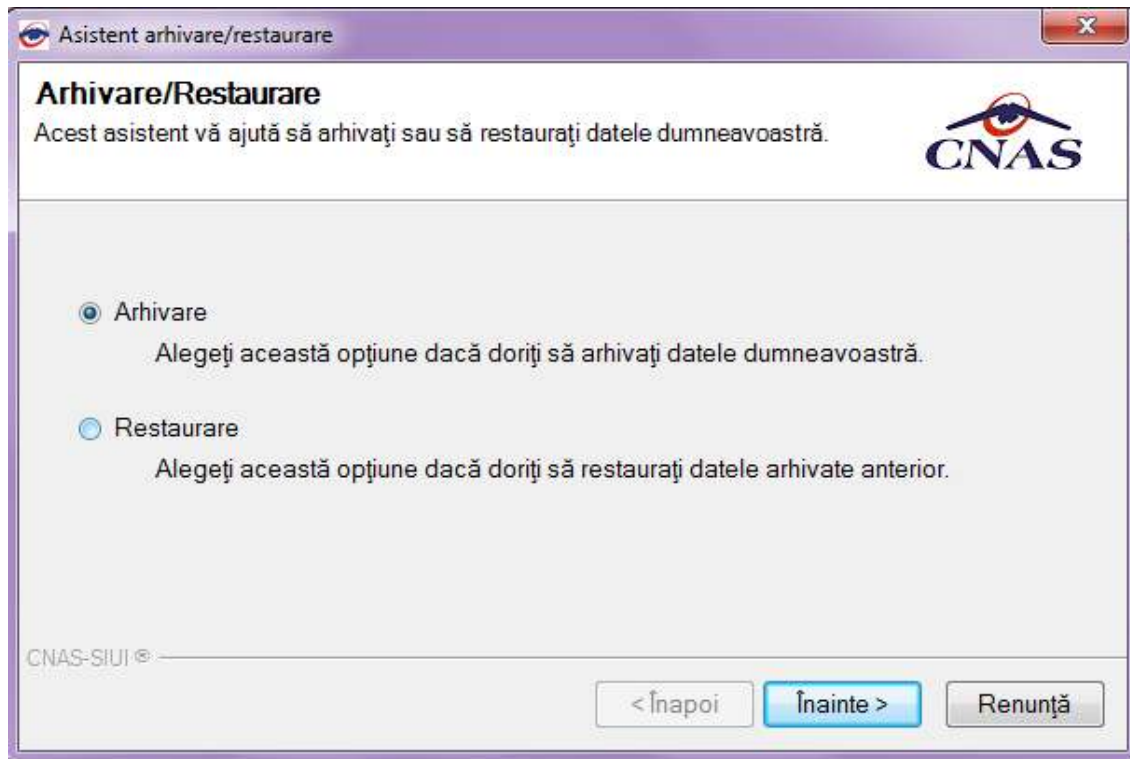 Asistent arhivare/restaurare
Arhivare/Restaurare
Acest asistent vă ajută să arhivaţi sau să restauraţi datele dumneavoastră.
CNAS
Arhivare
Alegeţi această opţiune dacă doriţi să arhivaţi datele dumneavoastră.
Restaurare
Alegeţi această opţiune dacă doriţi să restauraţi datele arhivate anterior.
CNAS-SIUI ®
< Înapoi
Înainte >
Renunţă